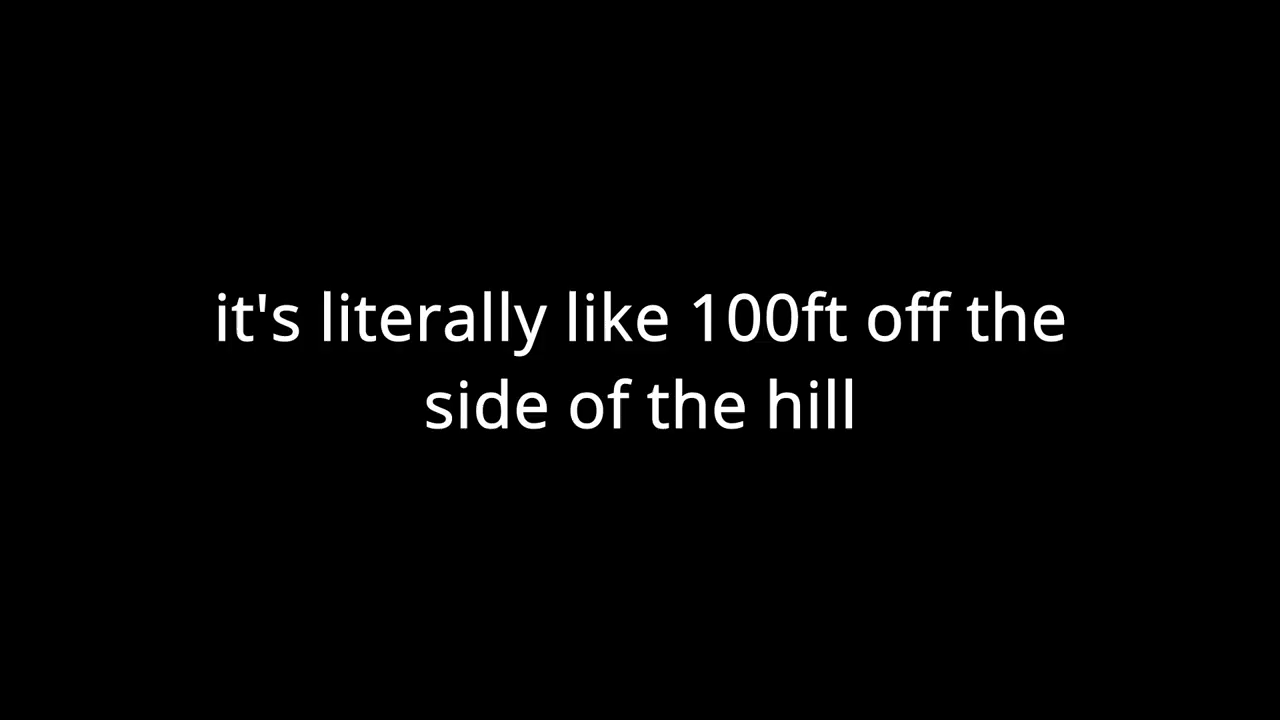 it's literally like 100ft off the
side of the hill